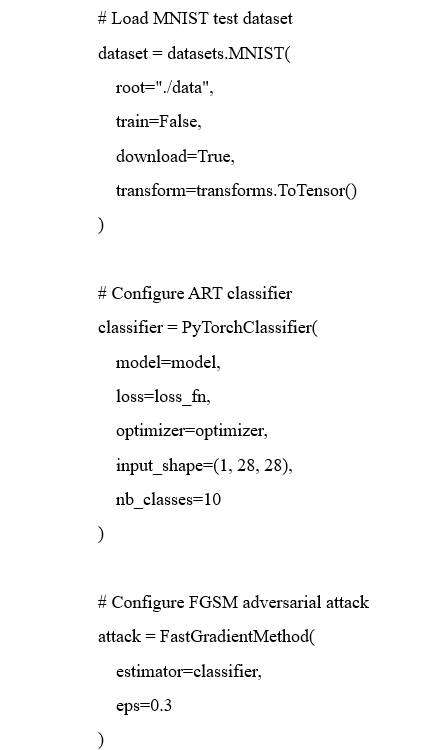 # Load MNIST test dataset
dataset = datasets.MNIST(
    root="./data",
    train=False,
    download=True,
    transform=transforms.ToTensor()
)

# Configure ART classifier
classifier = PyTorchClassifier(
    model=model,
    loss=loss_fn,
    optimizer=optimizer,
    input_shape=(1, 28, 28),
    nb_classes=10
)

# Configure FGSM adversarial attack
attack = FastGradientMethod(
    estimator=classifier,
    eps=0.3
)